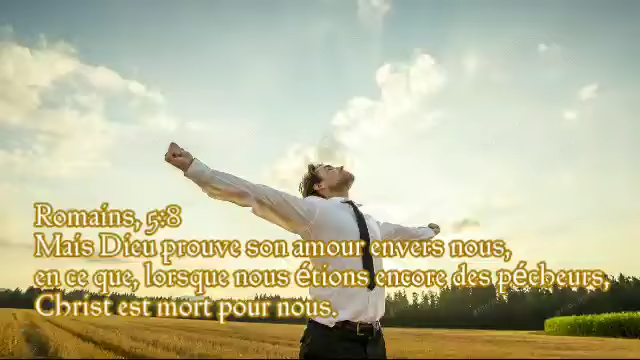 Romains, 5:8
Mais Dieu prouve son amour envers nous,
en ce que, lorsque nous étions encore des pécheurs,
Christ est mort pour nous.